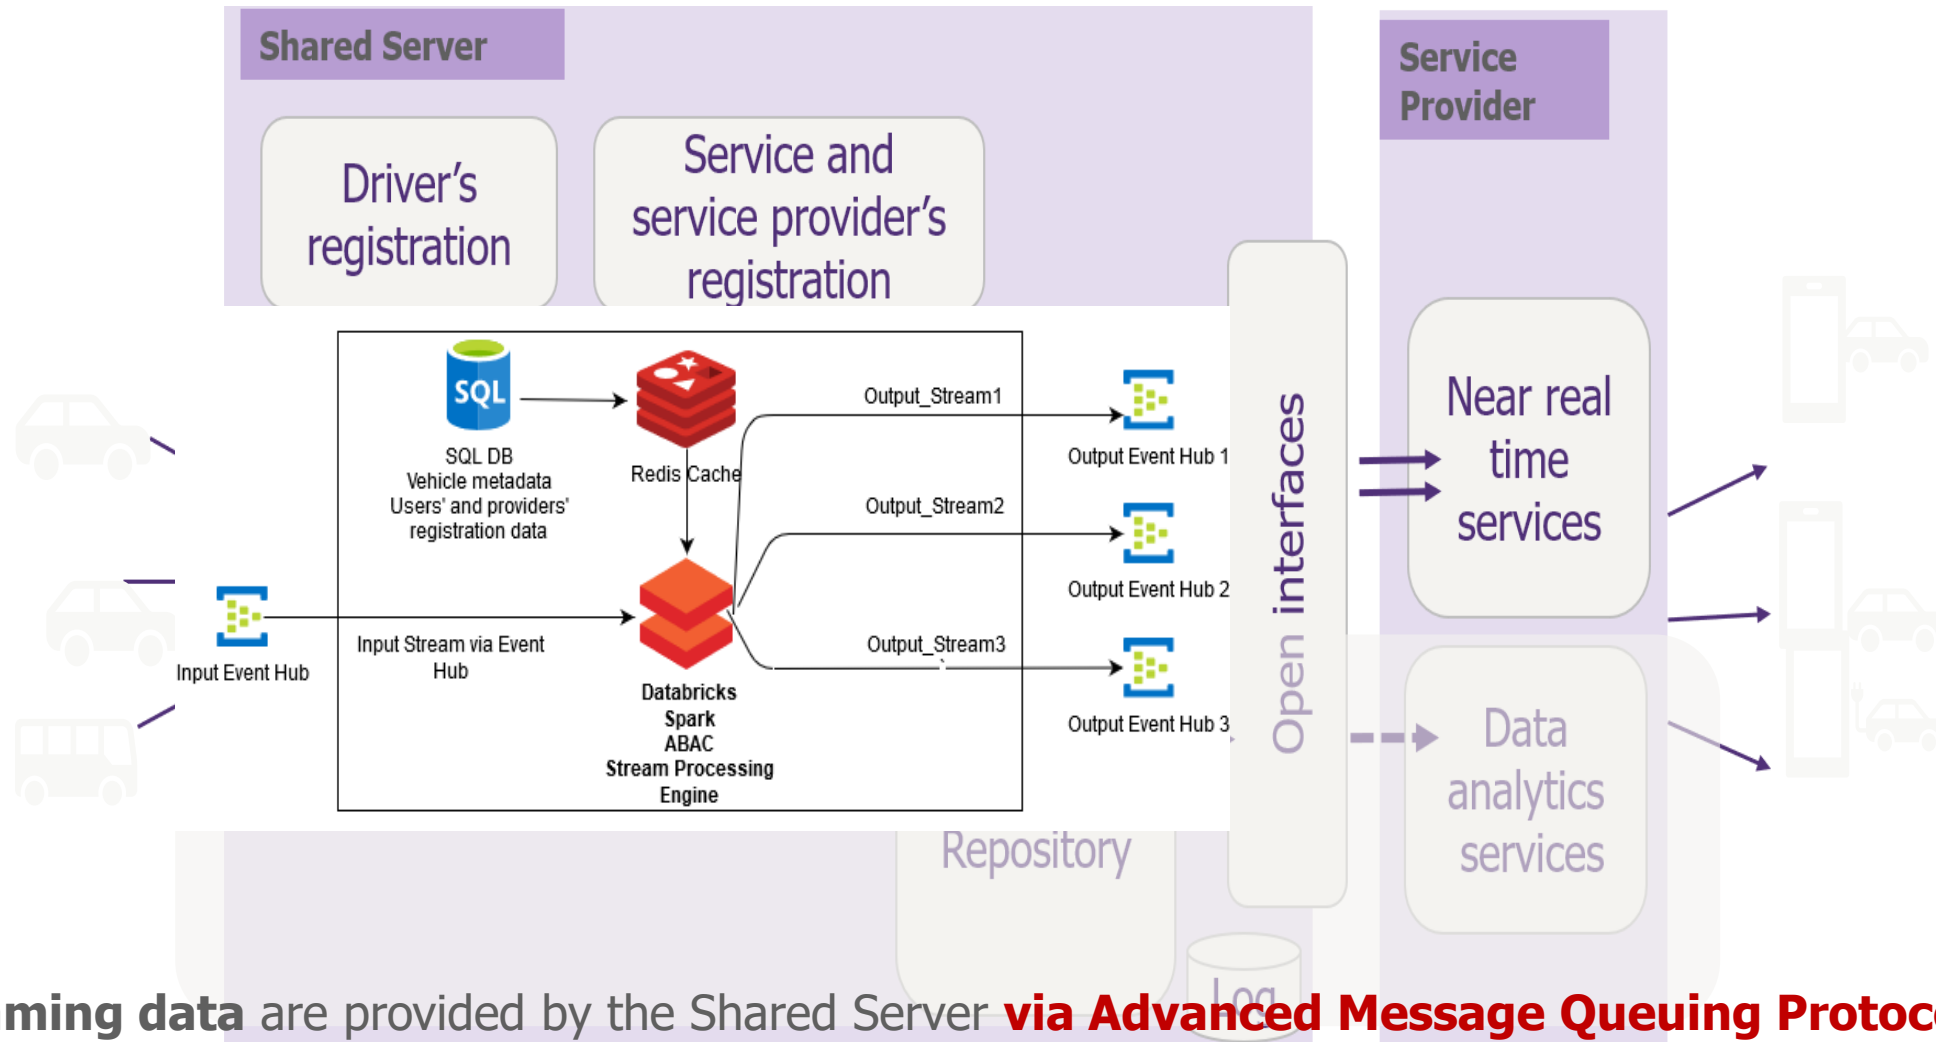 Shared Server
Service
Provider
Driver's
registration
Service and
service provider's
registration
SQL
SQL DB
Vehicle metadata
Users' and providers'
registration data
Redis Cache
Output_Stream1
Output Event Hub 1
Output_Stream2
Output Event Hub 2
Output_Stream3
Output Event Hub 3
Input Event Hub
Input Stream via Event
Hub
Databricks
Spark
ABAC
Stream Processing
Engine
Open interfaces
Near real
time
services
Data
analytics
services
Repository
Log
ming data are provided by the Shared Server via Advanced Message Queuing Protoc